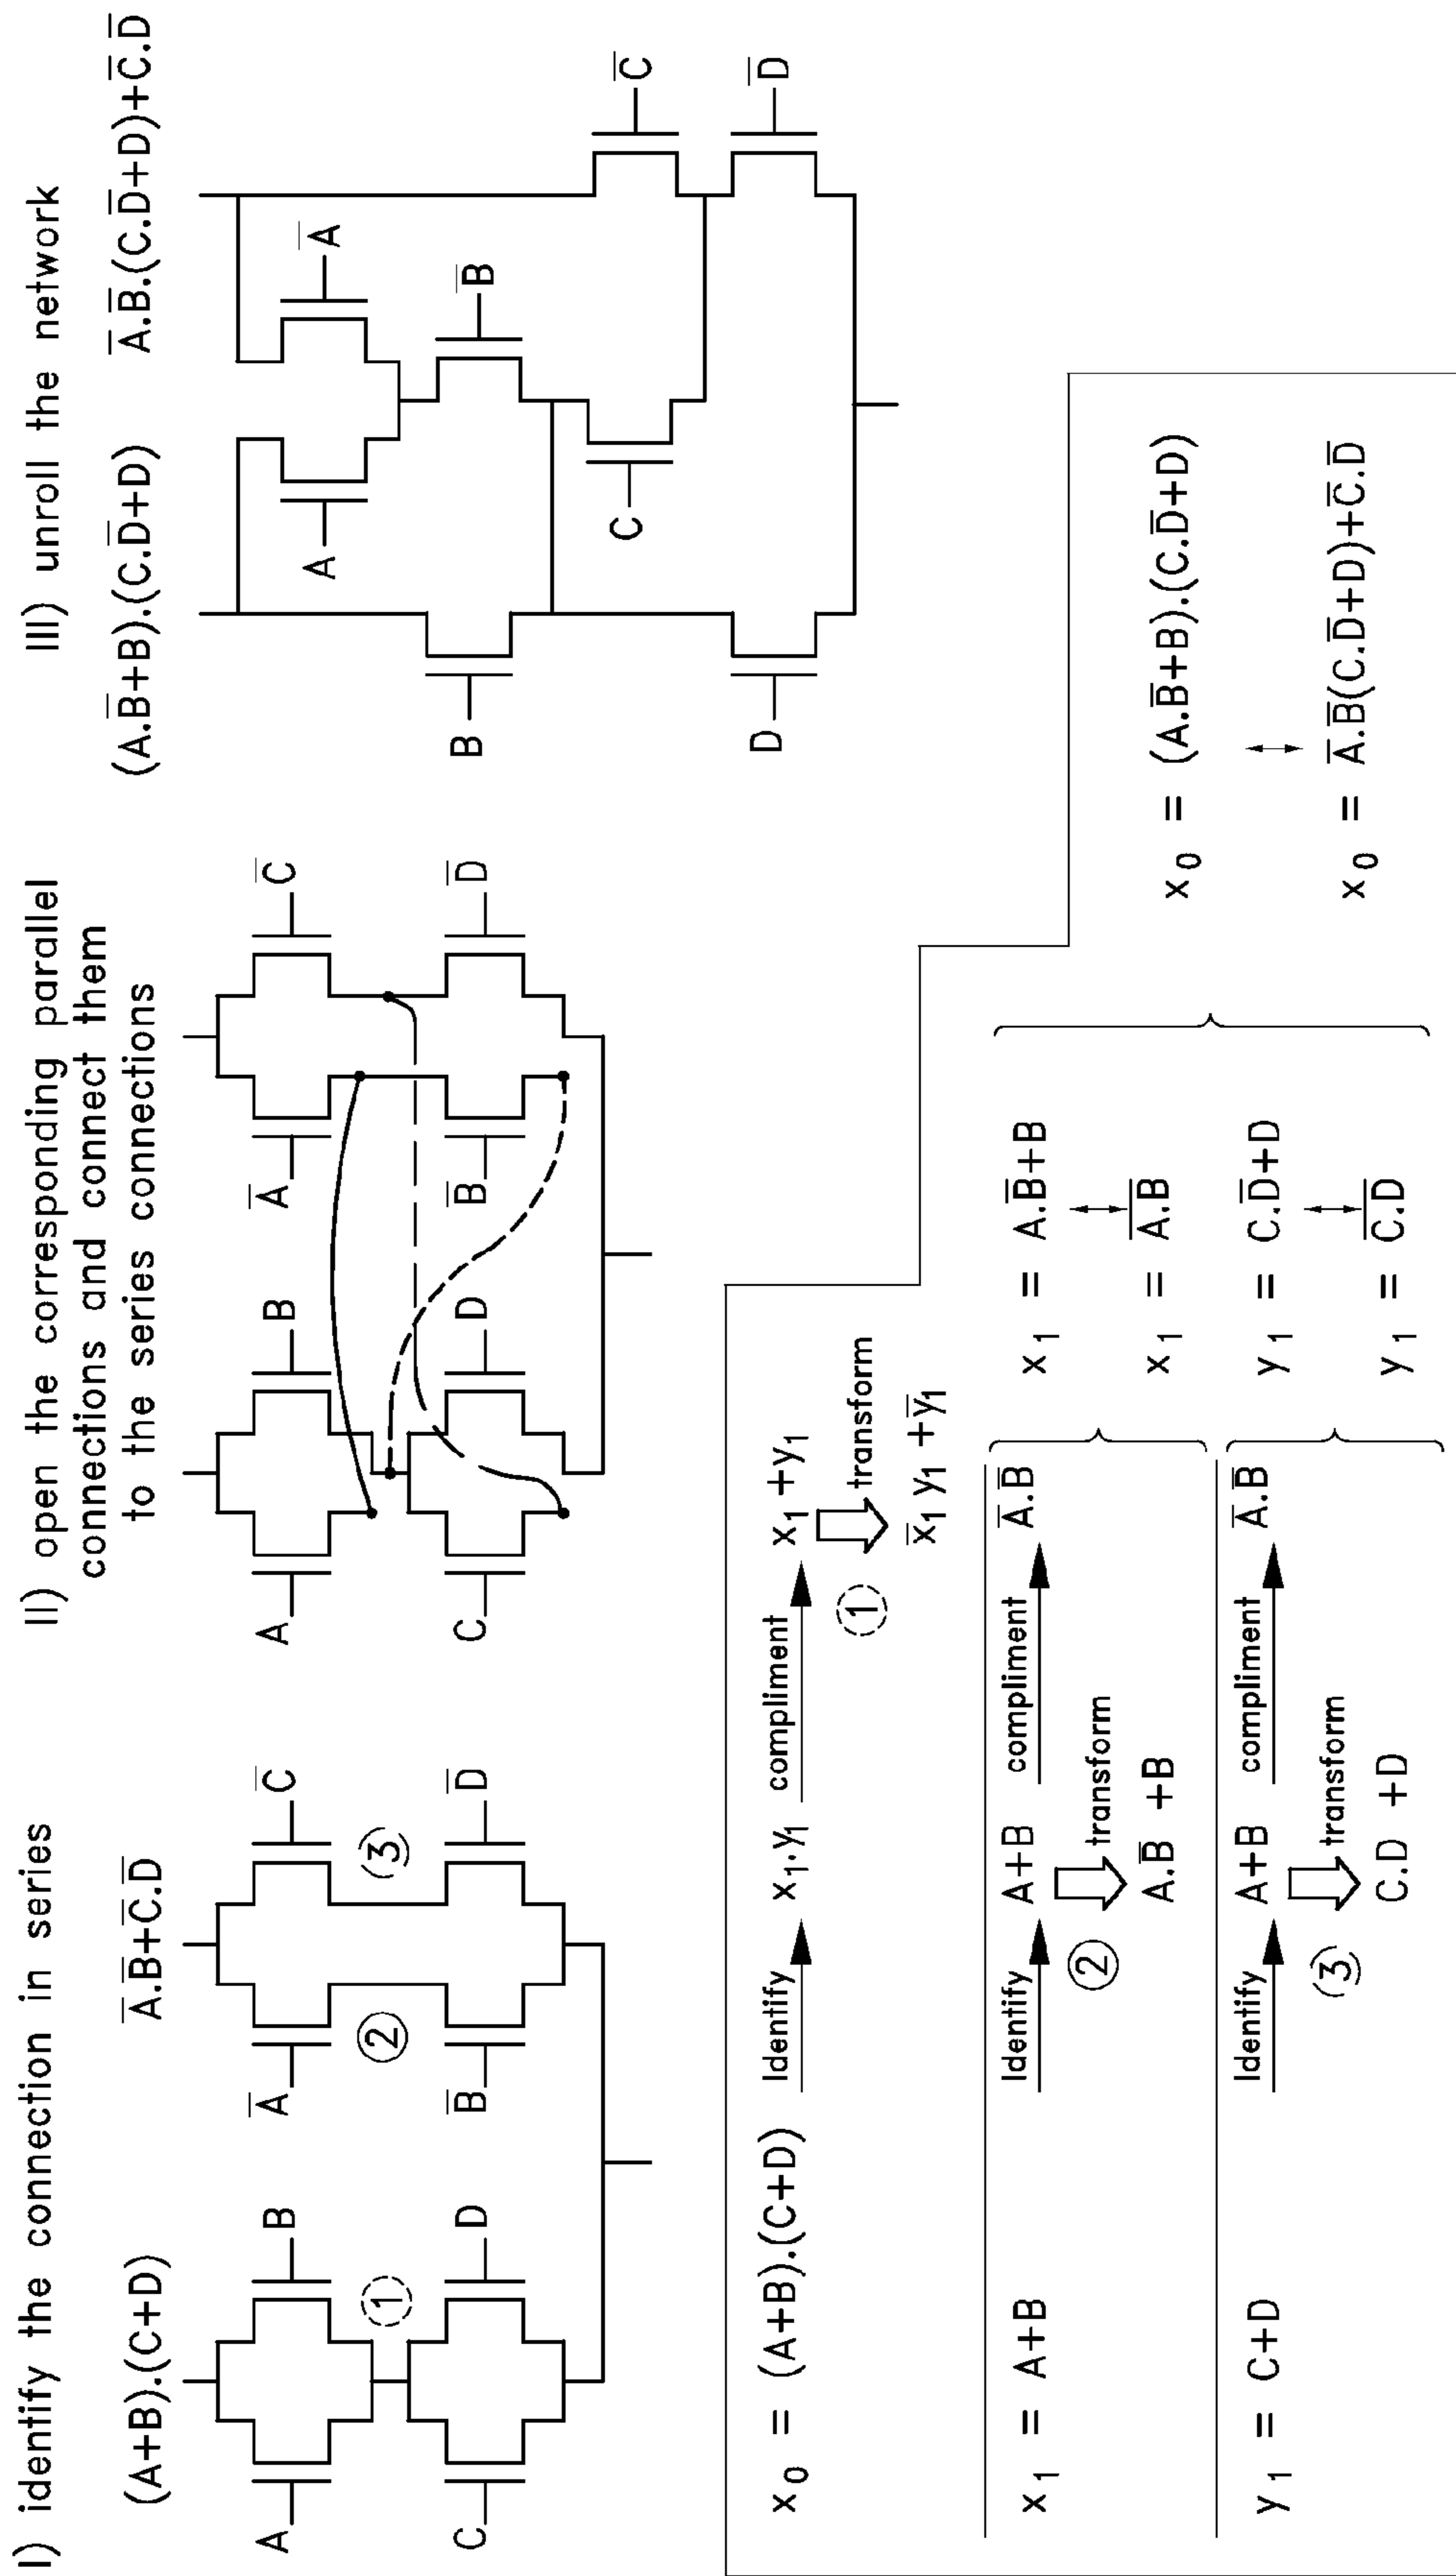 I) identify the connection in series
(A+B).(C+D)
A̅.B̅+C̅.D̅
A
B
C
D
①
A̅
B̅
②
C̅
D̅
(3)
II) open the corresponding parallel
connections and connect them
to the series connections
A
B
C
D
A̅
B̅
C̅
D̅
III) unroll the network
(A.B̅+B).(C.D̅+D)
A̅.B̅.(C.D̅+D)+C̅.D̅
A
A̅
B
B̅
C
C̅
D
D̅
x₀ = (A+B).(C+D) Identify x₁.y₁ compliment x₁+y₁
① transform
x̅₁ y₁ +y̅₁
x₁ = A+B Identify A+B compliment A̅.B̅
② transform
A.B̅ +B
y₁ = C+D Identify A+B compliment A̅.B̅
(3) transform
C.D +D
x₁ = A.B̅+B
x₁ = A̅.̅B̅
y₁ = C.D̅+D
y₁ = C̅.̅D̅
x₀ = (A.B̅+B).(C.D̅+D)
x₀ = A̅.B̅(C.D̅+D)+C̅.D̅